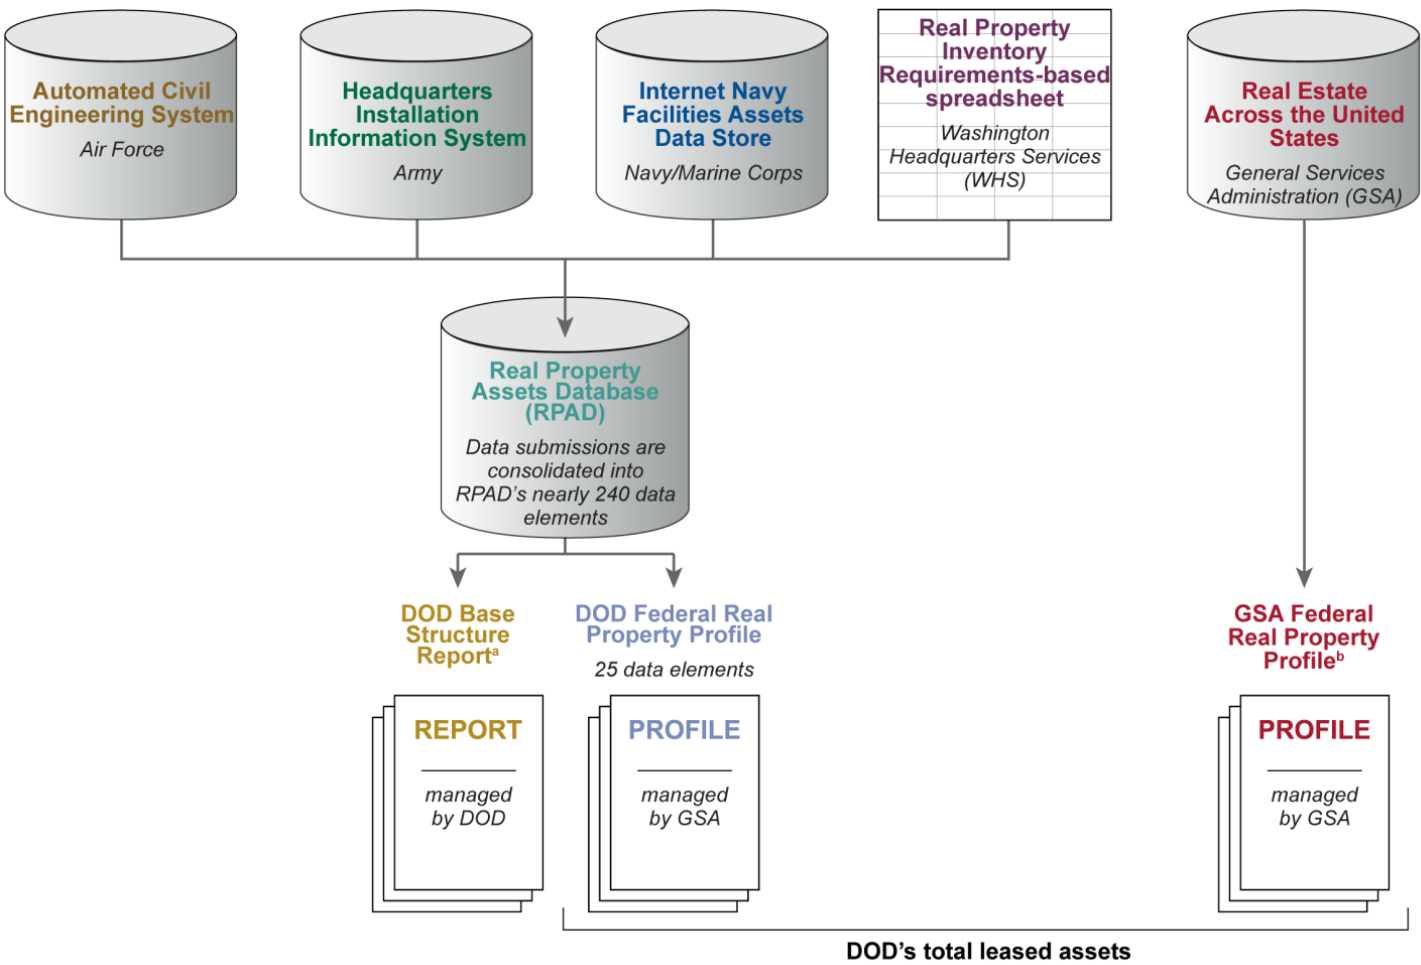 Automated Civil
Engineering System
Air Force
Headquarters
Installation
Information System
Army
Internet Navy
Facilities Assets
Data Store
Navy/Marine Corps
Real Property
Inventory
Requirements-based
spreadsheet
Washington
Headquarters Services
(WHS)
Real Estate
Across the United
States
General Services
Administration (GSA)
Real Property
Assets Database
(RPAD)
Data submissions are
consolidated into
RPAD's nearly 240 data
elements
DOD Base
Structure
Reportᵃ
DOD Federal Real
Property Profile
25 data elements
GSA Federal
Real Property
Profileᵇ
REPORT
managed
by DOD
PROFILE
managed
by GSA
PROFILE
managed
by GSA
DOD's total leased assets